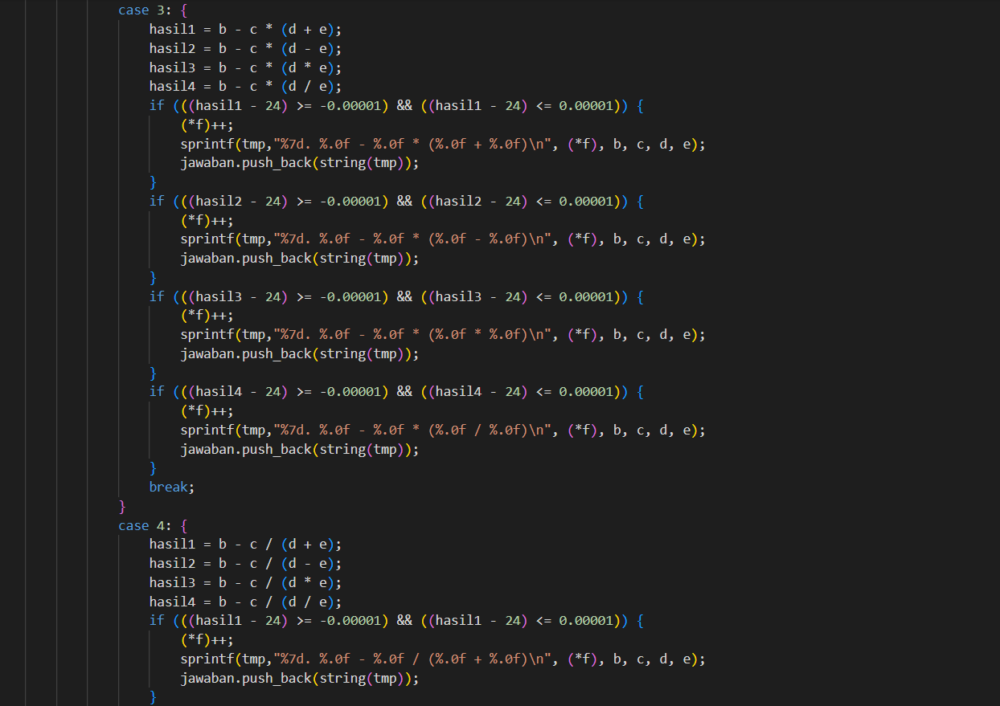 case 3: {
hasil1 = b - c * (d + e);
hasil2 = b - c * (d - e);
hasil3 = b - c * (d * e);
hasil4 = b - c * (d / e);
if (((hasil1 - 24) >= -0.00001) && ((hasil1 - 24) <= 0.00001)) {
(*f)++;
sprintf(tmp,"%7d. %.0f - %.0f * (%.0f + %.0f)\n", (*f), b, c, d, e);
jawaban.push_back(string(tmp));
}
if (((hasil2 - 24) >= -0.00001) && ((hasil2 - 24) <= 0.00001)) {
(*f)++;
sprintf(tmp,"%7d. %.0f - %.0f * (%.0f - %.0f)\n", (*f), b, c, d, e);
jawaban.push_back(string(tmp));
}
if (((hasil3 - 24) >= -0.00001) && ((hasil3 - 24) <= 0.00001)) {
(*f)++;
sprintf(tmp,"%7d. %.0f - %.0f * (%.0f * %.0f)\n", (*f), b, c, d, e);
jawaban.push_back(string(tmp));
}
if (((hasil4 - 24) >= -0.00001) && ((hasil4 - 24) <= 0.00001)) {
(*f)++;
sprintf(tmp,"%7d. %.0f - %.0f * (%.0f / %.0f)\n", (*f), b, c, d, e);
jawaban.push_back(string(tmp));
}
break;
}
case 4: {
hasil1 = b - c / (d + e);
hasil2 = b - c / (d - e);
hasil3 = b - c / (d * e);
hasil4 = b - c / (d / e);
if (((hasil1 - 24) >= -0.00001) && ((hasil1 - 24) <= 0.00001)) {
(*f)++;
sprintf(tmp,"%7d. %.0f - %.0f / (%.0f + %.0f)\n", (*f), b, c, d, e);
jawaban.push_back(string(tmp));
}